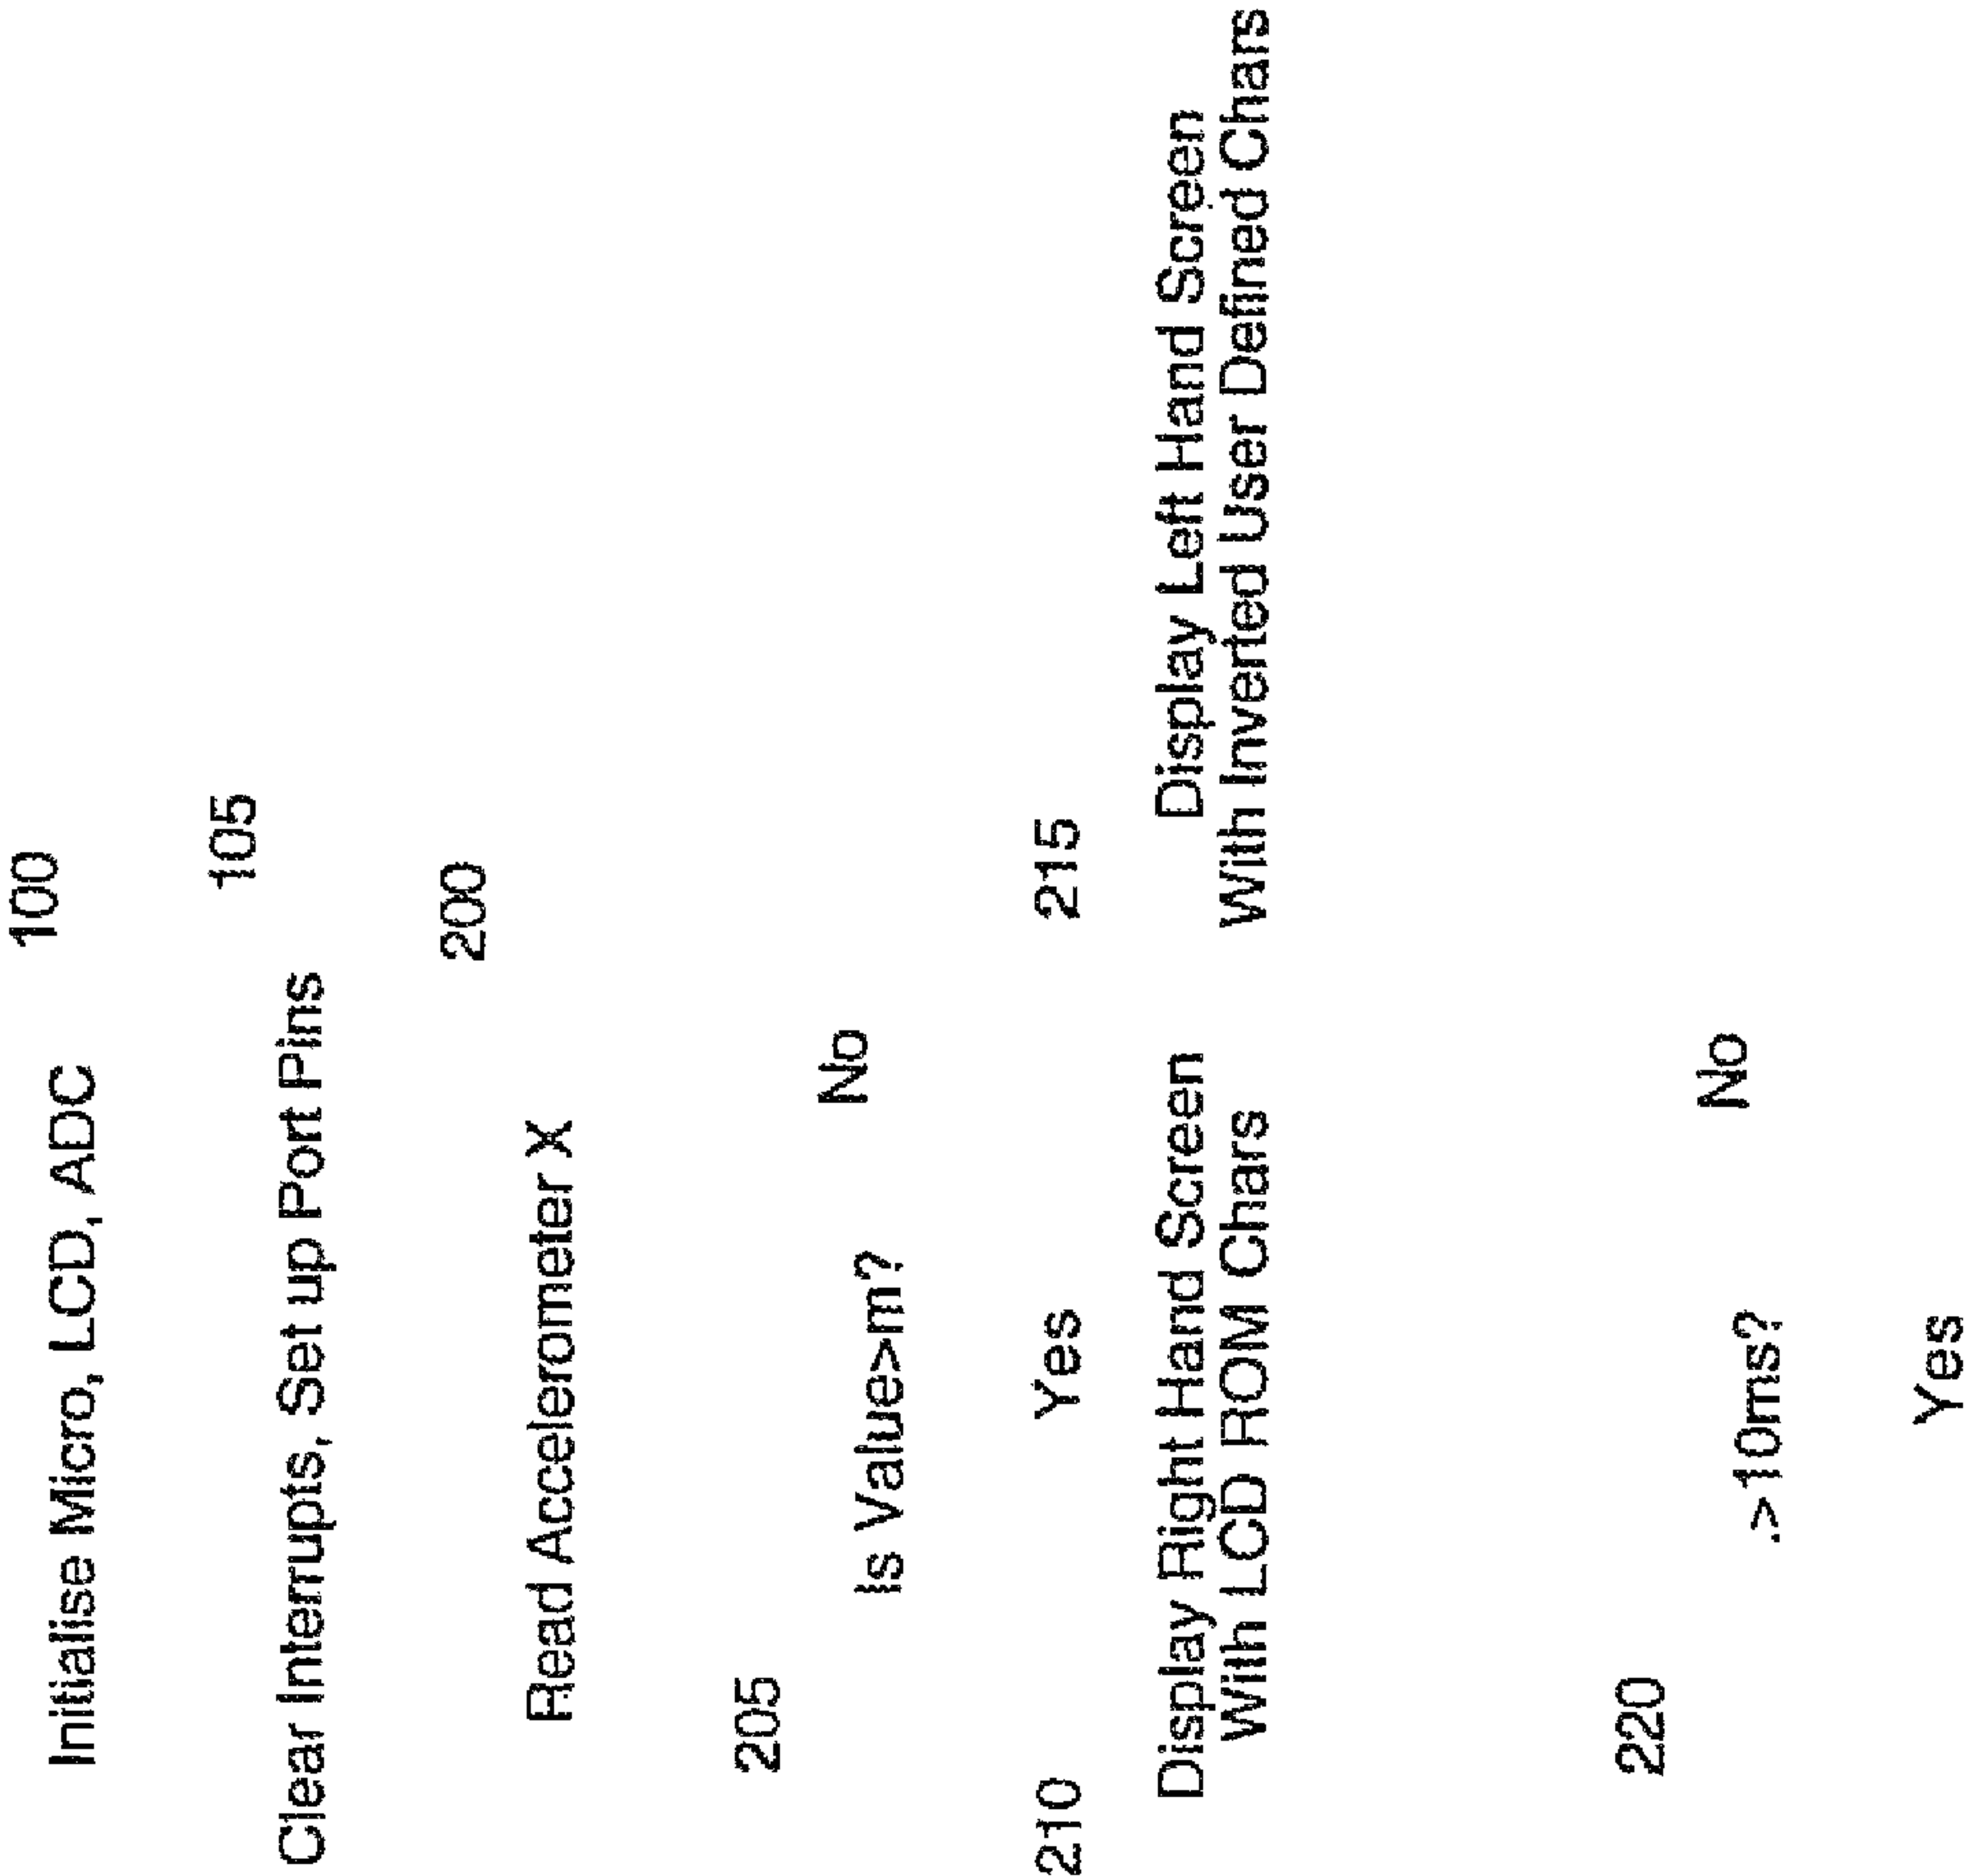 100
Initialise Micro, LCD, ADC
105
Clear Interrupts, Set up Port Pins
200
Read Accelerometer X
205
Is Value>m?
No
210
Yes
215
Display Right Hand Screen
With LCD ROM Chars
Display Left Hand Screen
With Inverted User Defined Chars
220
.>10ms?
No
Yes